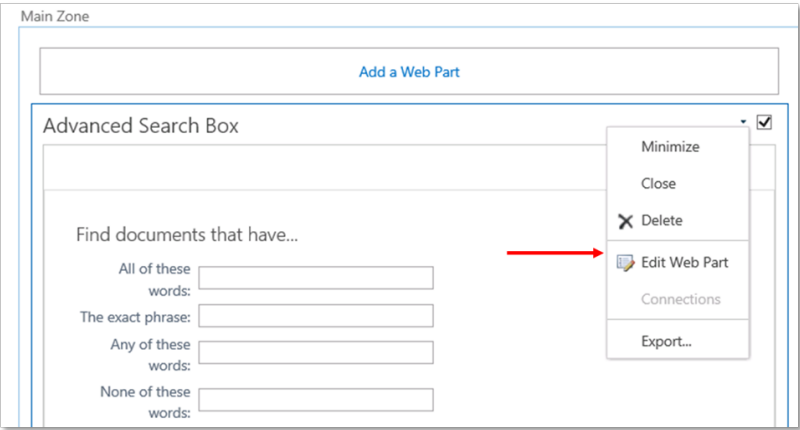 Main Zone
Add a Web Part
Advanced Search Box
Minimize
Close
Delete
Edit Web Part
Connections
Export...
Find documents that have...
All of these
words:
The exact phrase:
Any of these
words:
None of these
words: